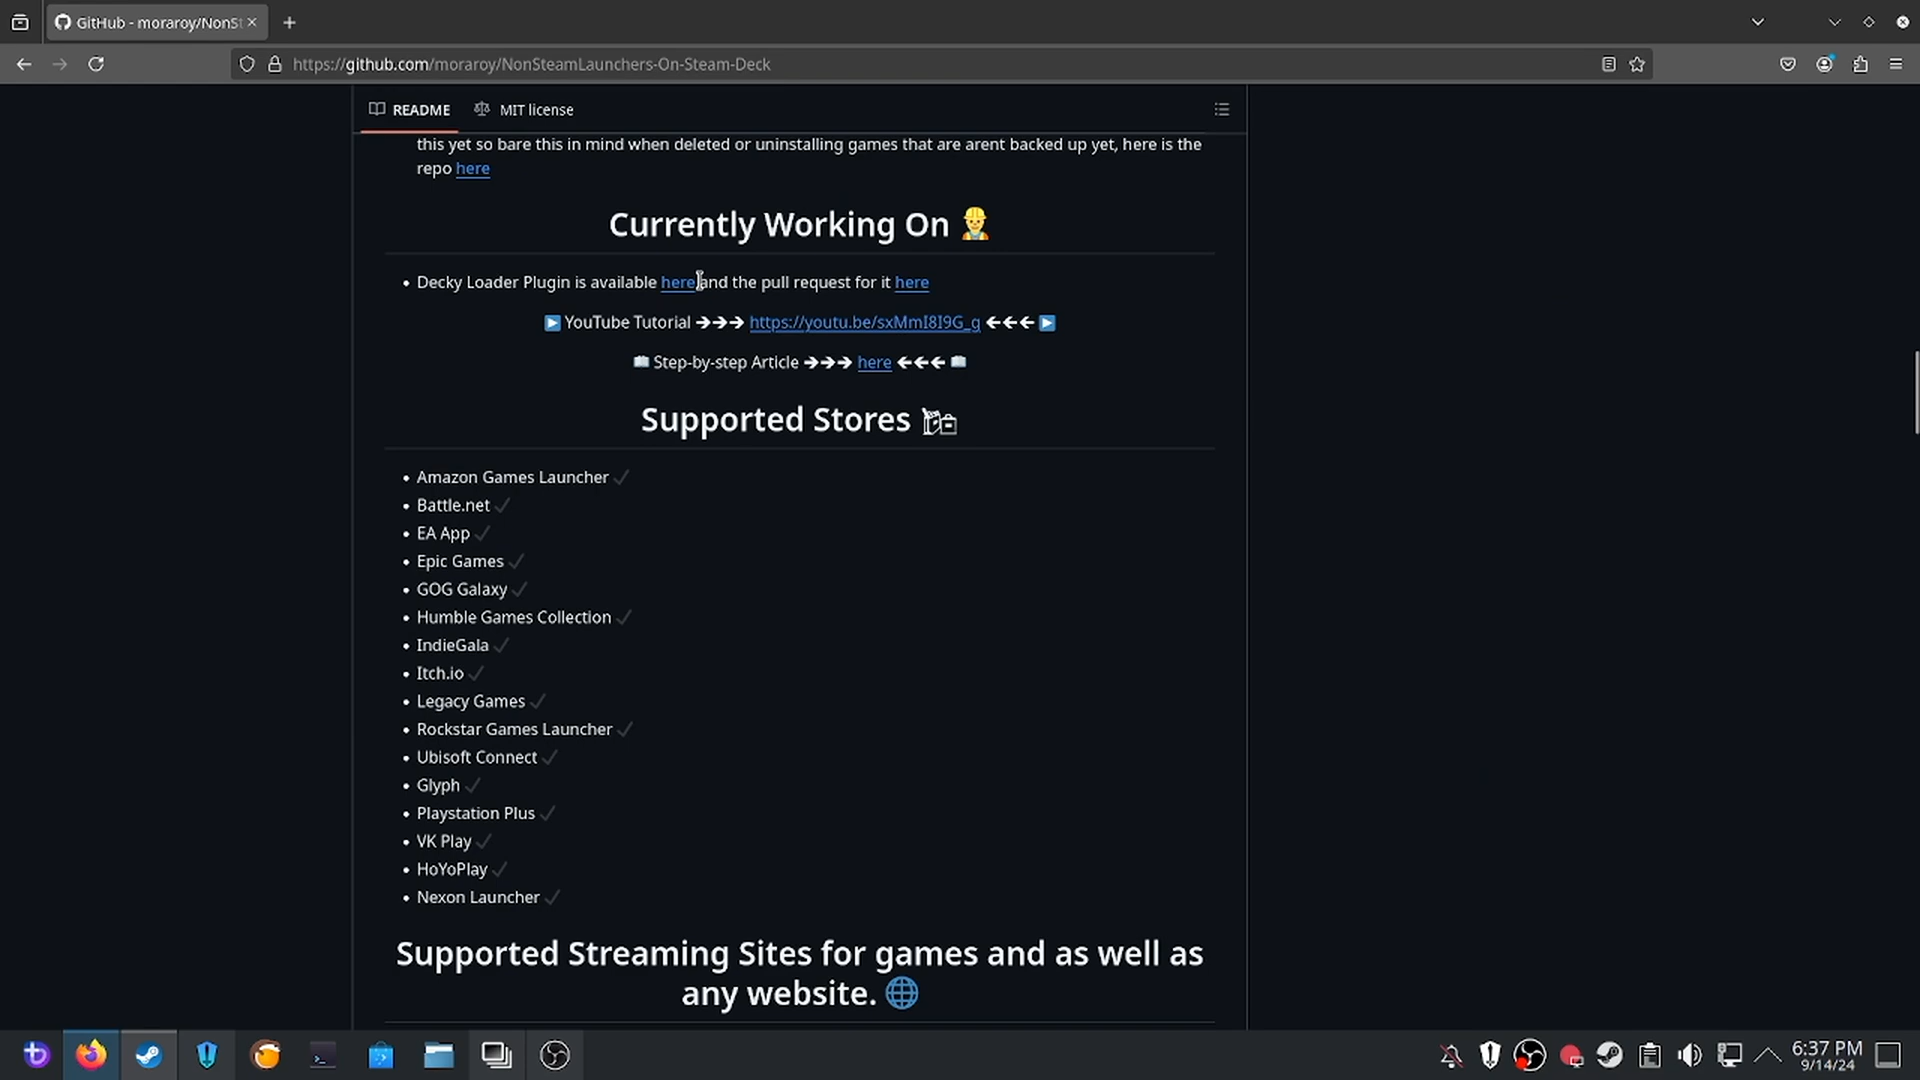 GitHub - moraroy/NonSt
https://github.com/moraroy/NonSteamLaunchers-On-Steam-Deck
README
MIT license
this yet so bare this in mind when deleted or uninstalling games that are arent backed up yet, here is the
repo here
Currently Working On 👷
• Decky Loader Plugin is available here and the pull request for it here
▶️ YouTube Tutorial ➔➔➔ https://youtu.be/sxMmI8I9G_g 🡰🡰🡰 ▶️
📖 Step-by-step Article ➔➔➔ here 🡰🡰🡰 📖
Supported Stores 🛍
• Amazon Games Launcher ✓
• Battle.net ✓
• EA App ✓
• Epic Games ✓
• GOG Galaxy ✓
• Humble Games Collection ✓
• IndieGala ✓
• Itch.io ✓
• Legacy Games ✓
• Rockstar Games Launcher ✓
• Ubisoft Connect ✓
• Glyph ✓
• Playstation Plus ✓
• VK Play ✓
• HoYoPlay ✓
• Nexon Launcher ✓
Supported Streaming Sites for games and as well as
any website. 🌐
6:37 PM
9/14/24